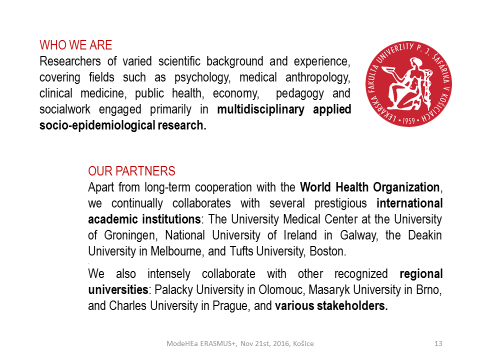 WHO WE ARE
Researchers of varied scientific background and experience,
covering fields such as psychology, medical anthropology,
clinical medicine, public health, economy, pedagogy and
socialwork engaged primarily in multidisciplinary applied
socio-epidemiological research.
LEKÁRSKA FAKULTA UNIVERZITY P. J. ŠAFÁRIKA V KOŠICIACH
• 1959 •
OUR PARTNERS
Apart from long-term cooperation with the World Health Organization,
we continually collaborates with several prestigious international
academic institutions: The University Medical Center at the University
of Groningen, National University of Ireland in Galway, the Deakin
University in Melbourne, and Tufts University, Boston.
We also intensely collaborate with other recognized regional
universities: Palacky University in Olomouc, Masaryk University in Brno,
and Charles University in Prague, and various stakeholders.
ModeHEa ERASMUS+, Nov 21st, 2016, Košice
13